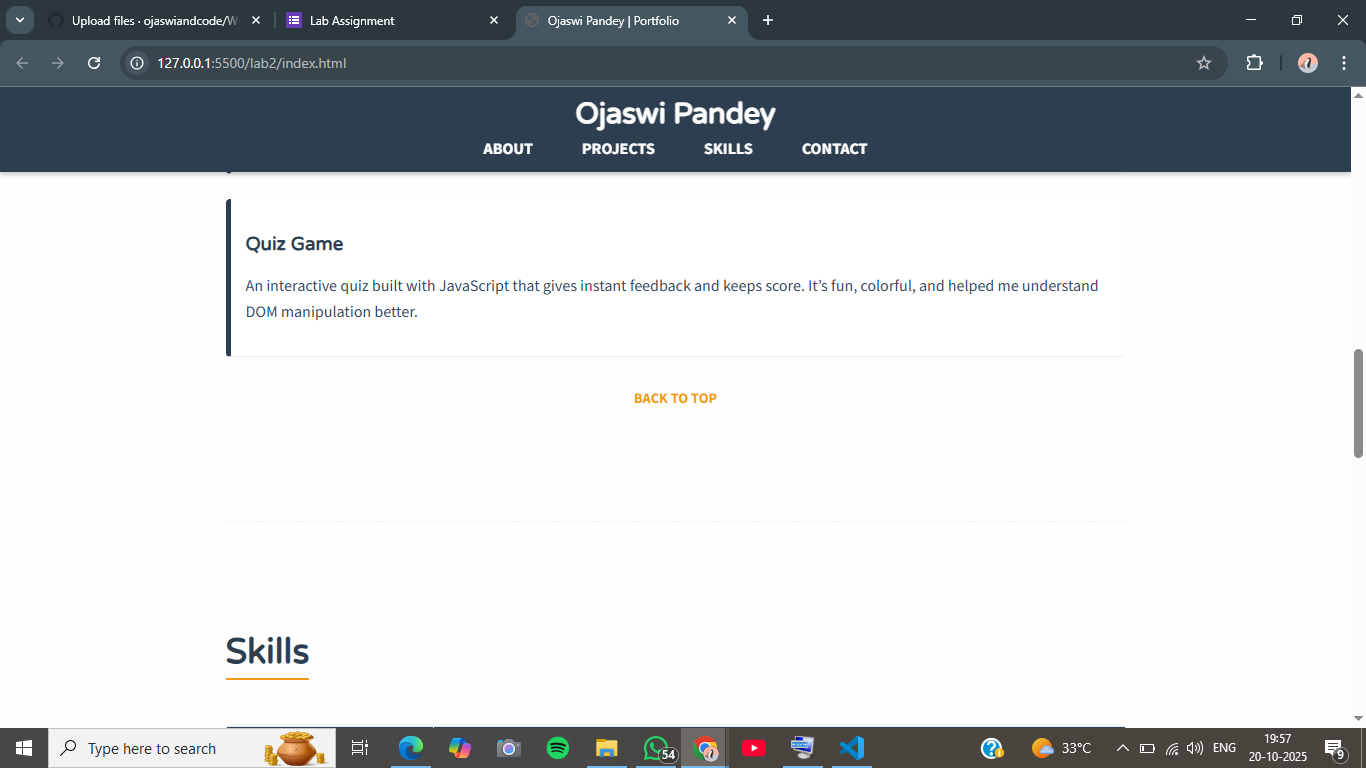 Upload files · ojaswiandcode/W
Lab Assignment
Ojaswi Pandey | Portfolio
127.0.0.1:5500/lab2/index.html
Ojaswi Pandey
ABOUT PROJECTS SKILLS CONTACT
Quiz Game
An interactive quiz built with JavaScript that gives instant feedback and keeps score. It’s fun, colorful, and helped me understand
DOM manipulation better.
BACK TO TOP
Skills
Type here to search
54
33°C
ENG
19:57
20-10-2025
9